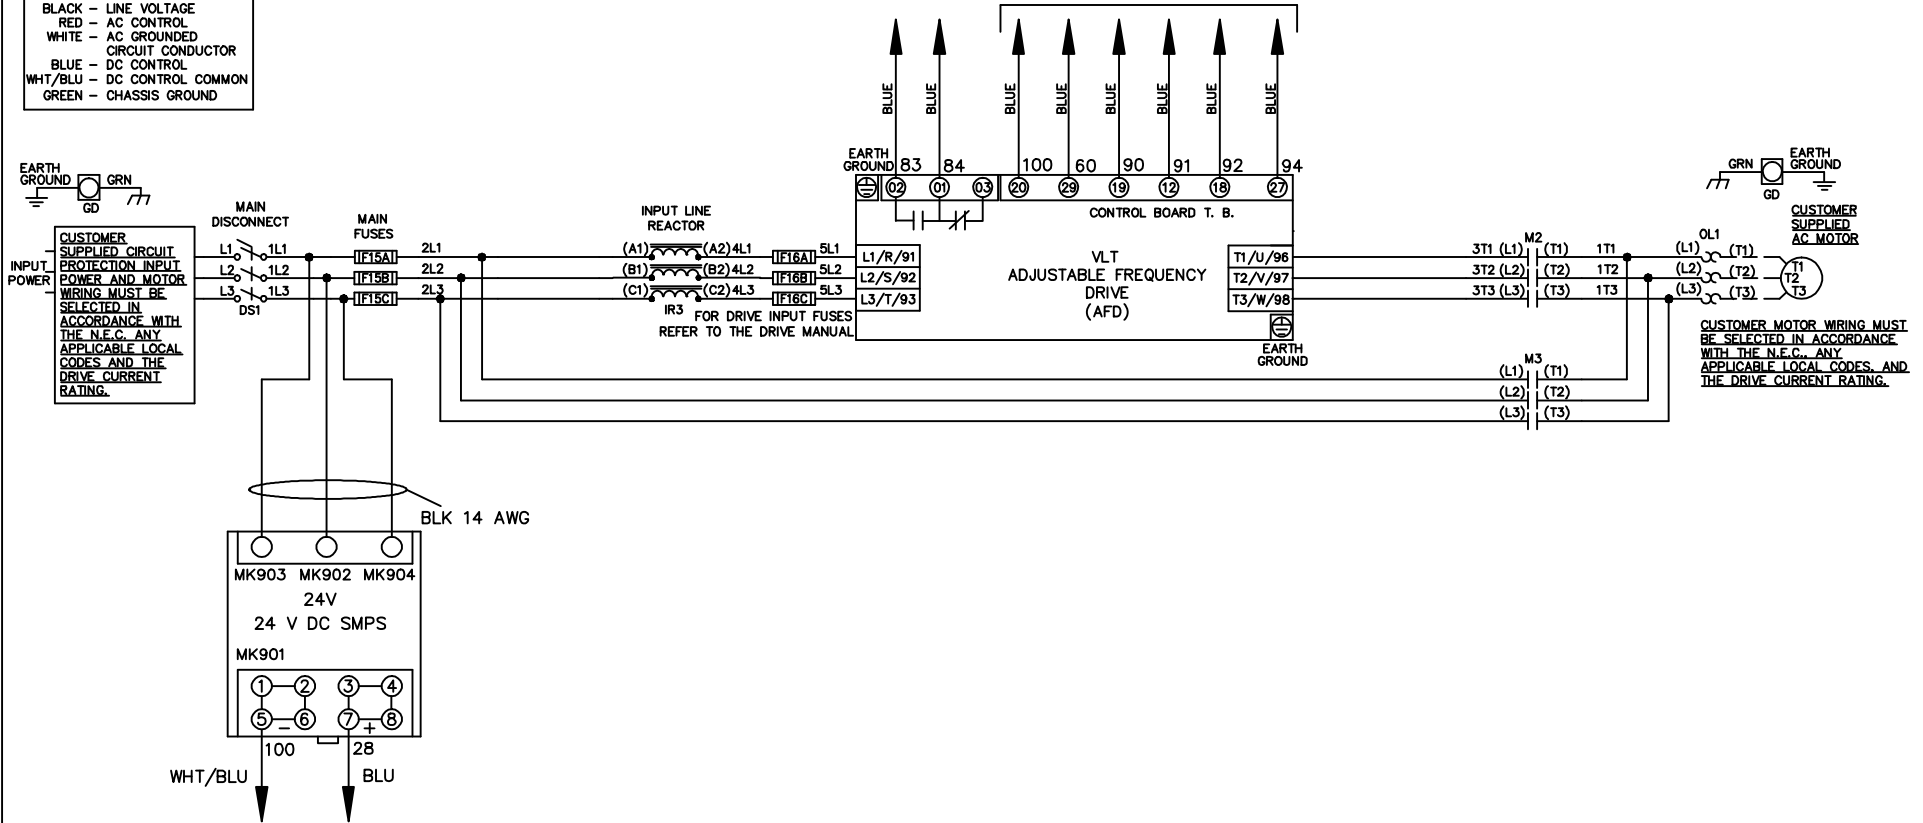 BLACK – LINE VOLTAGE
RED – AC CONTROL
WHITE – AC GROUNDED
CIRCUIT CONDUCTOR
BLUE – DC CONTROL
WHT/BLU – DC CONTROL COMMON
GREEN – CHASSIS GROUND
BLUE BLUE BLUE BLUE BLUE BLUE BLUE BLUE
EARTH
GROUND
83 84 100 60 90 91 92 94
02 01 03 20 29 19 12 18 27
CONTROL BOARD T. B.
EARTH
GROUND
GRN
GD
INPUT
POWER
CUSTOMER
SUPPLIED CIRCUIT
PROTECTION INPUT
POWER AND MOTOR
WIRING MUST BE
SELECTED IN
ACCORDANCE WITH
THE N.E.C. ANY
APPLICABLE LOCAL
CODES AND THE
DRIVE CURRENT
RATING.
MAIN
DISCONNECT
L1 1L1
L2 1L2
L3 1L3
DS1
MAIN
FUSES
F15A 2L1
F15B 2L2
F15C 2L3
INPUT LINE
REACTOR
(A1) (A2) 4L1 F16A 5L1
(B1) (B2) 4L2 F16B 5L2
(C1) (C2) 4L3 F16C 5L3
IR3
FOR DRIVE INPUT FUSES
REFER TO THE DRIVE MANUAL
L1/R/91
L2/S/92
L3/T/93
VLT
ADJUSTABLE FREQUENCY
DRIVE
(AFD)
T1/U/96
T2/V/97
T3/W/98
EARTH
GROUND
M2
3T1 (L1) (T1) 1T1
3T2 (L2) (T2) 1T2
3T3 (L3) (T3) 1T3
M3
(L1) (T1)
(L2) (T2)
(L3) (T3)
OL1
(L1) (T1)
(L2) (T2)
(L3) (T3)
GRN
GD
EARTH
GROUND
CUSTOMER
SUPPLIED
AC MOTOR
T1
T2
T3
CUSTOMER MOTOR WIRING MUST
BE SELECTED IN ACCORDANCE
WITH THE N.E.C., ANY
APPLICABLE LOCAL CODES, AND
THE DRIVE CURRENT RATING.
BLK 14 AWG
MK903 MK902 MK904
24V
24 V DC SMPS
MK901
1 2 3 4
5 – 6 7 + 8
100 28
WHT/BLU BLU